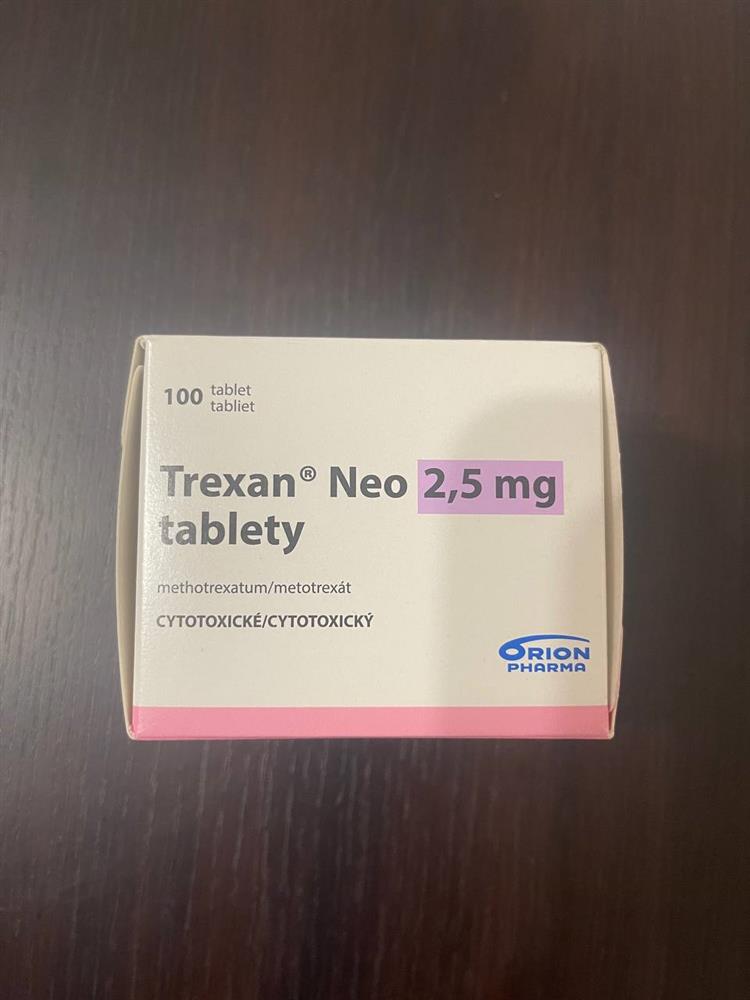 100 tablet
tabliet
Trexan® Neo 2,5 mg
tablety
methotrexatum/metotrexát
CYTOTOXICKÉ/CYTOTOXICKÝ
ORION
PHARMA